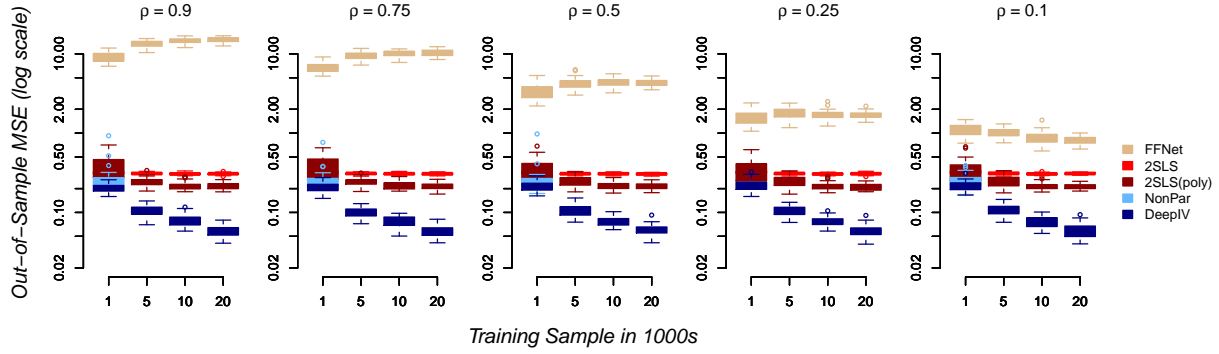 ρ = 0.9
ρ = 0.75
ρ = 0.5
ρ = 0.25
ρ = 0.1
Out−of−Sample MSE (log scale)
10.00
2.00
0.50
0.10
0.02
1 5 10 20
10.00
2.00
0.50
0.10
0.02
1 5 10 20
10.00
2.00
0.50
0.10
0.02
1 5 10 20
10.00
2.00
0.50
0.10
0.02
1 5 10 20
10.00
2.00
0.50
0.10
0.02
1 5 10 20
FFNet
2SLS
2SLS(poly)
NonPar
DeepIV
Training Sample in 1000s